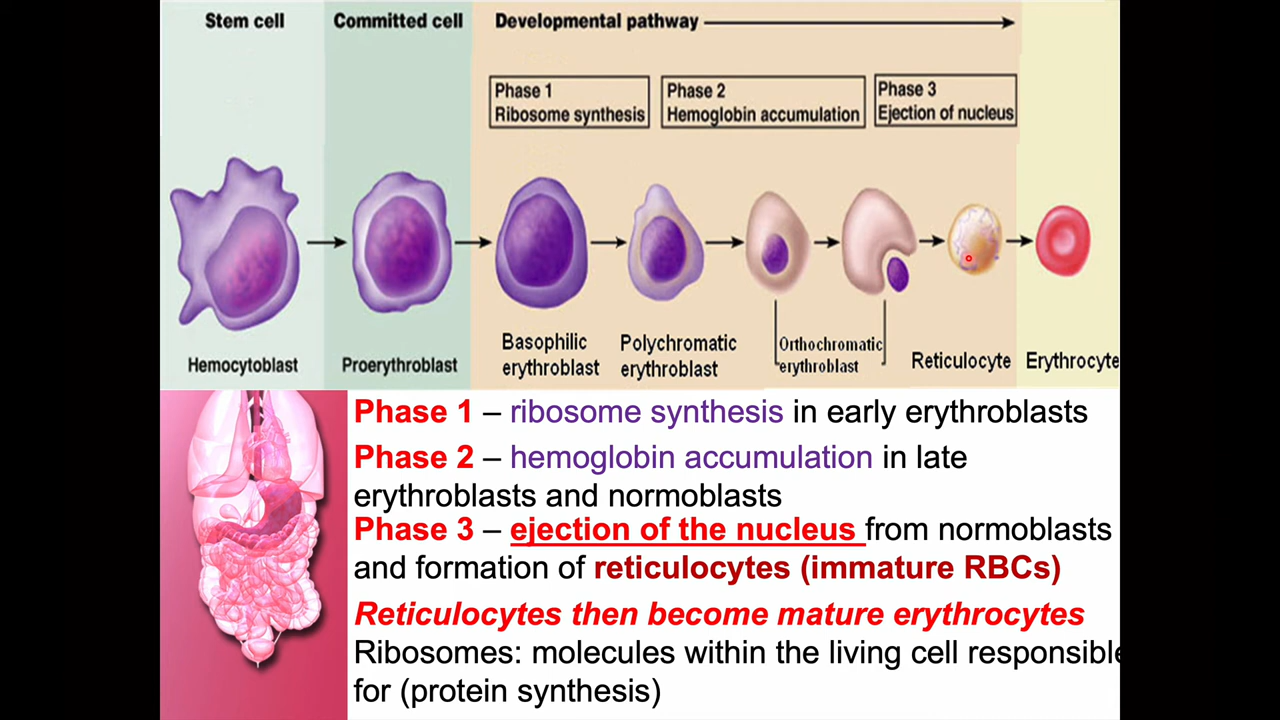 Stem cell
Committed cell
Developmental pathway
Phase 1
Ribosome synthesis
Phase 2
Hemoglobin accumulation
Phase 3
Ejection of nucleus
Hemocytoblast
Proerythroblast
Basophilic
erythroblast
Polychromatic
erythroblast
Orthochromatic
erythroblast
Reticulocyte
Erythrocyte
Phase 1 – ribosome synthesis in early erythroblasts
Phase 2 – hemoglobin accumulation in late
erythroblasts and normoblasts
Phase 3 – ejection of the nucleus from normoblasts
and formation of reticulocytes (immature RBCs)
Reticulocytes then become mature erythrocytes
Ribosomes: molecules within the living cell responsible
for (protein synthesis)